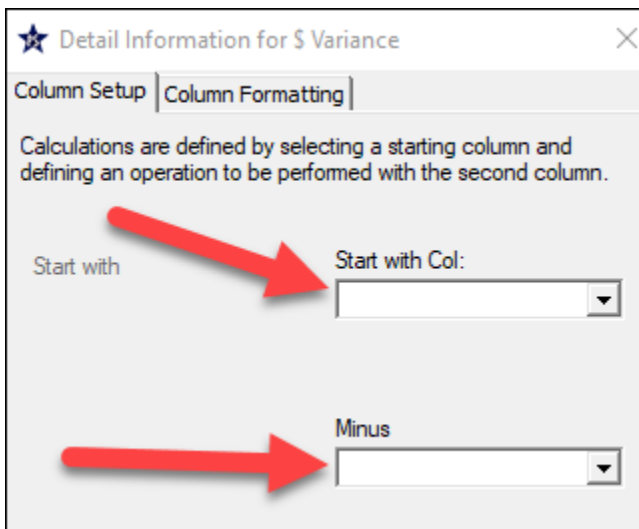 Detail Information for $ Variance
Column Setup Column Formatting
Calculations are defined by selecting a starting column and
defining an operation to be performed with the second column.
Start with Start with Col:
Minus